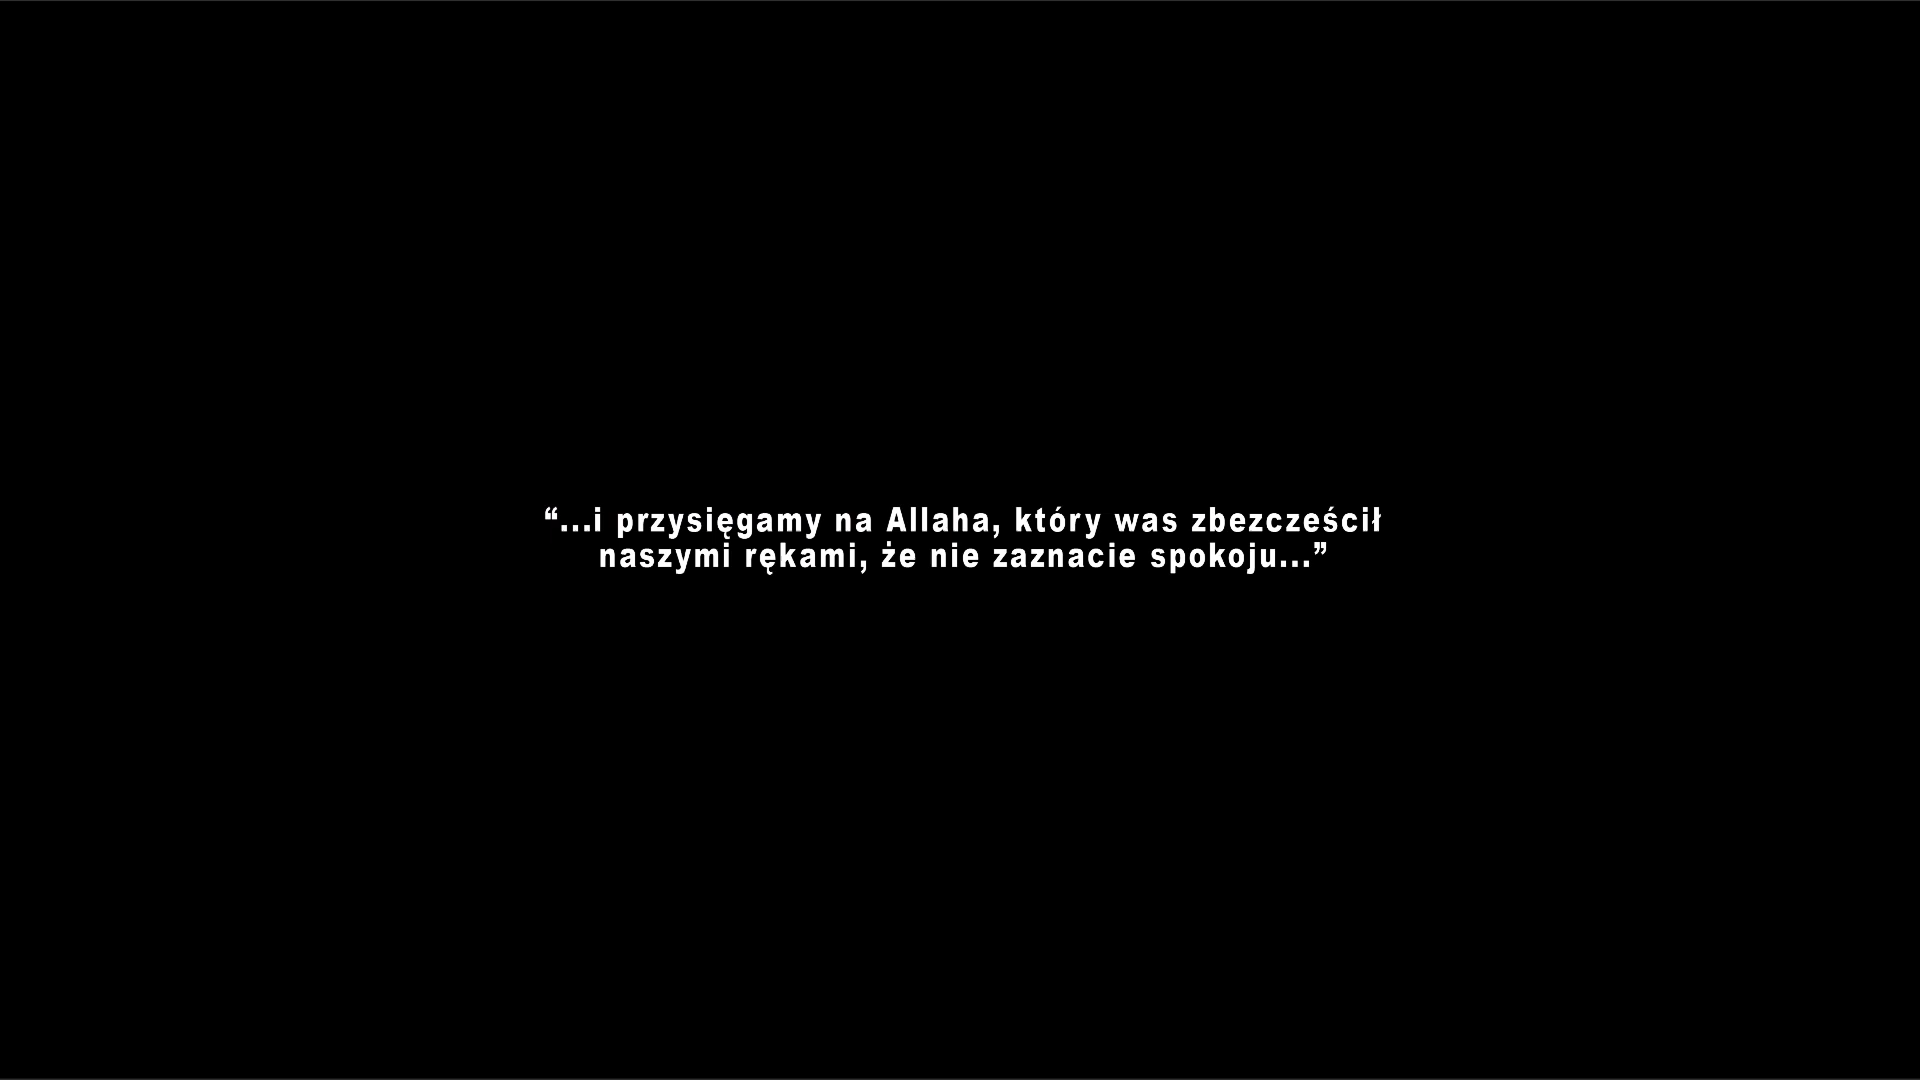 “...i przysięgamy na Allaha, który was zbezcześcił
naszymi rękami, że nie zaznacie spokoju...”